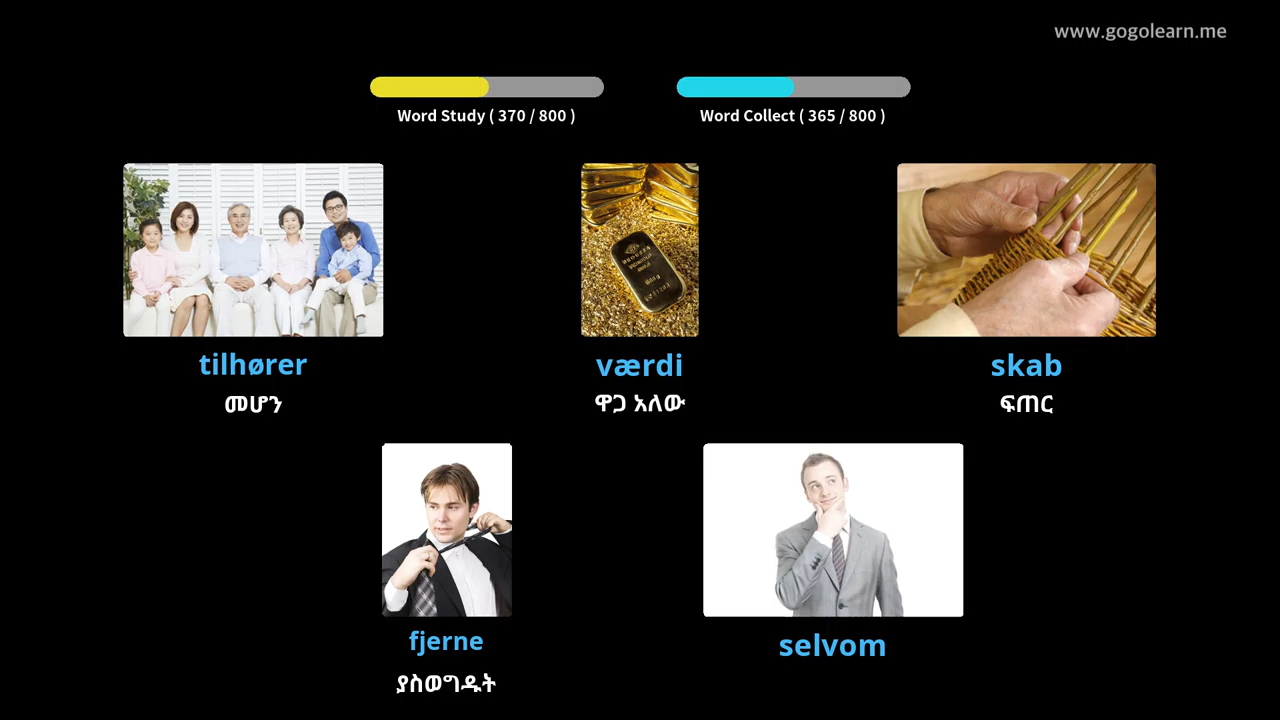 www.gogolearn.me
Word Study ( 370 / 800 )
Word Collect ( 365 / 800 )
tilhører
værdi
skab
መሆን
ዋጋ አለው
ፍጠር
fjerne
selvom
ያስወግዱት